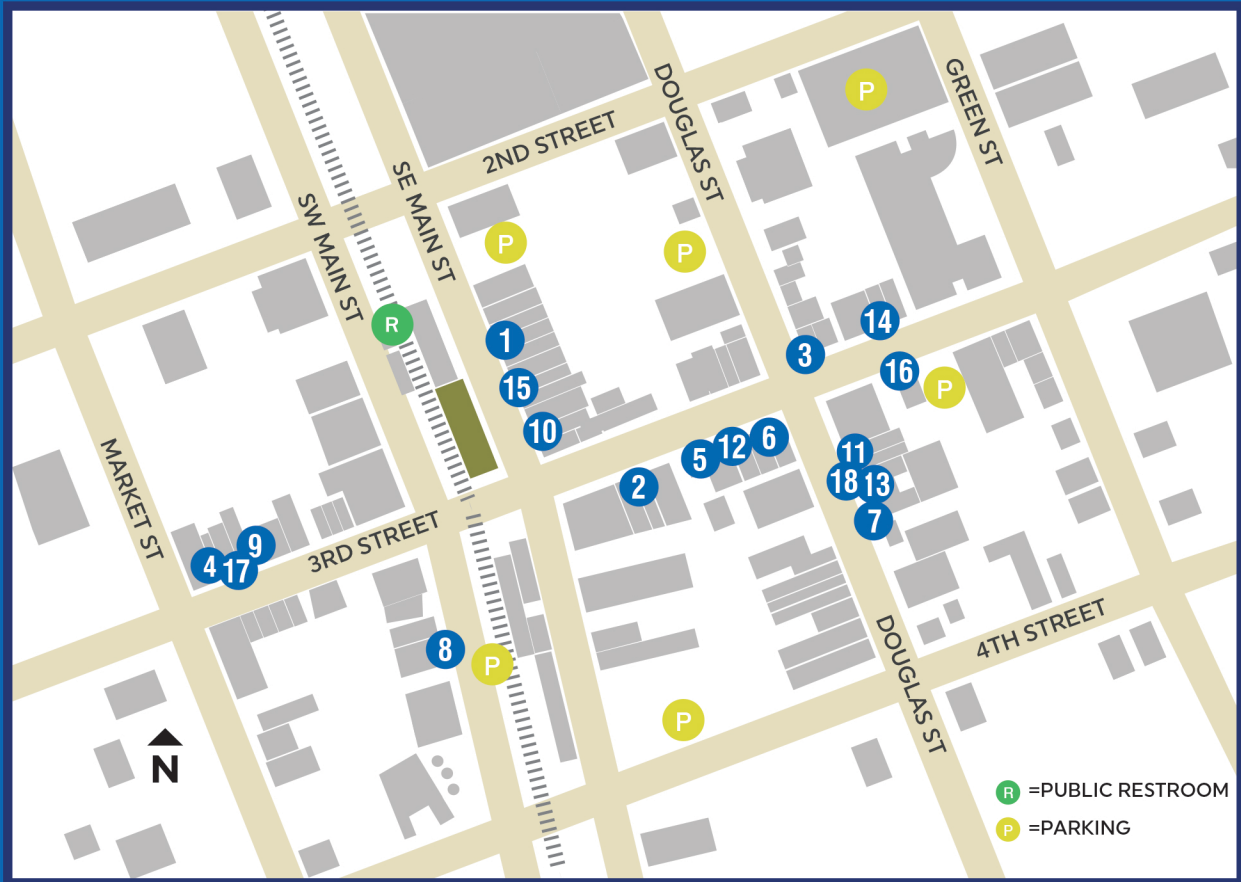 P
GREEN ST
DOUGLAS ST
2ND STREET
SE MAIN ST
SW MAIN ST
P
P
R
1
14
3
16
15
P
10
6
12
11
5
18
13
2
MARKET ST
7
3RD STREET
9
4
17
8
P
4TH STREET
DOUGLAS ST
P
N
R =PUBLIC RESTROOM
P =PARKING